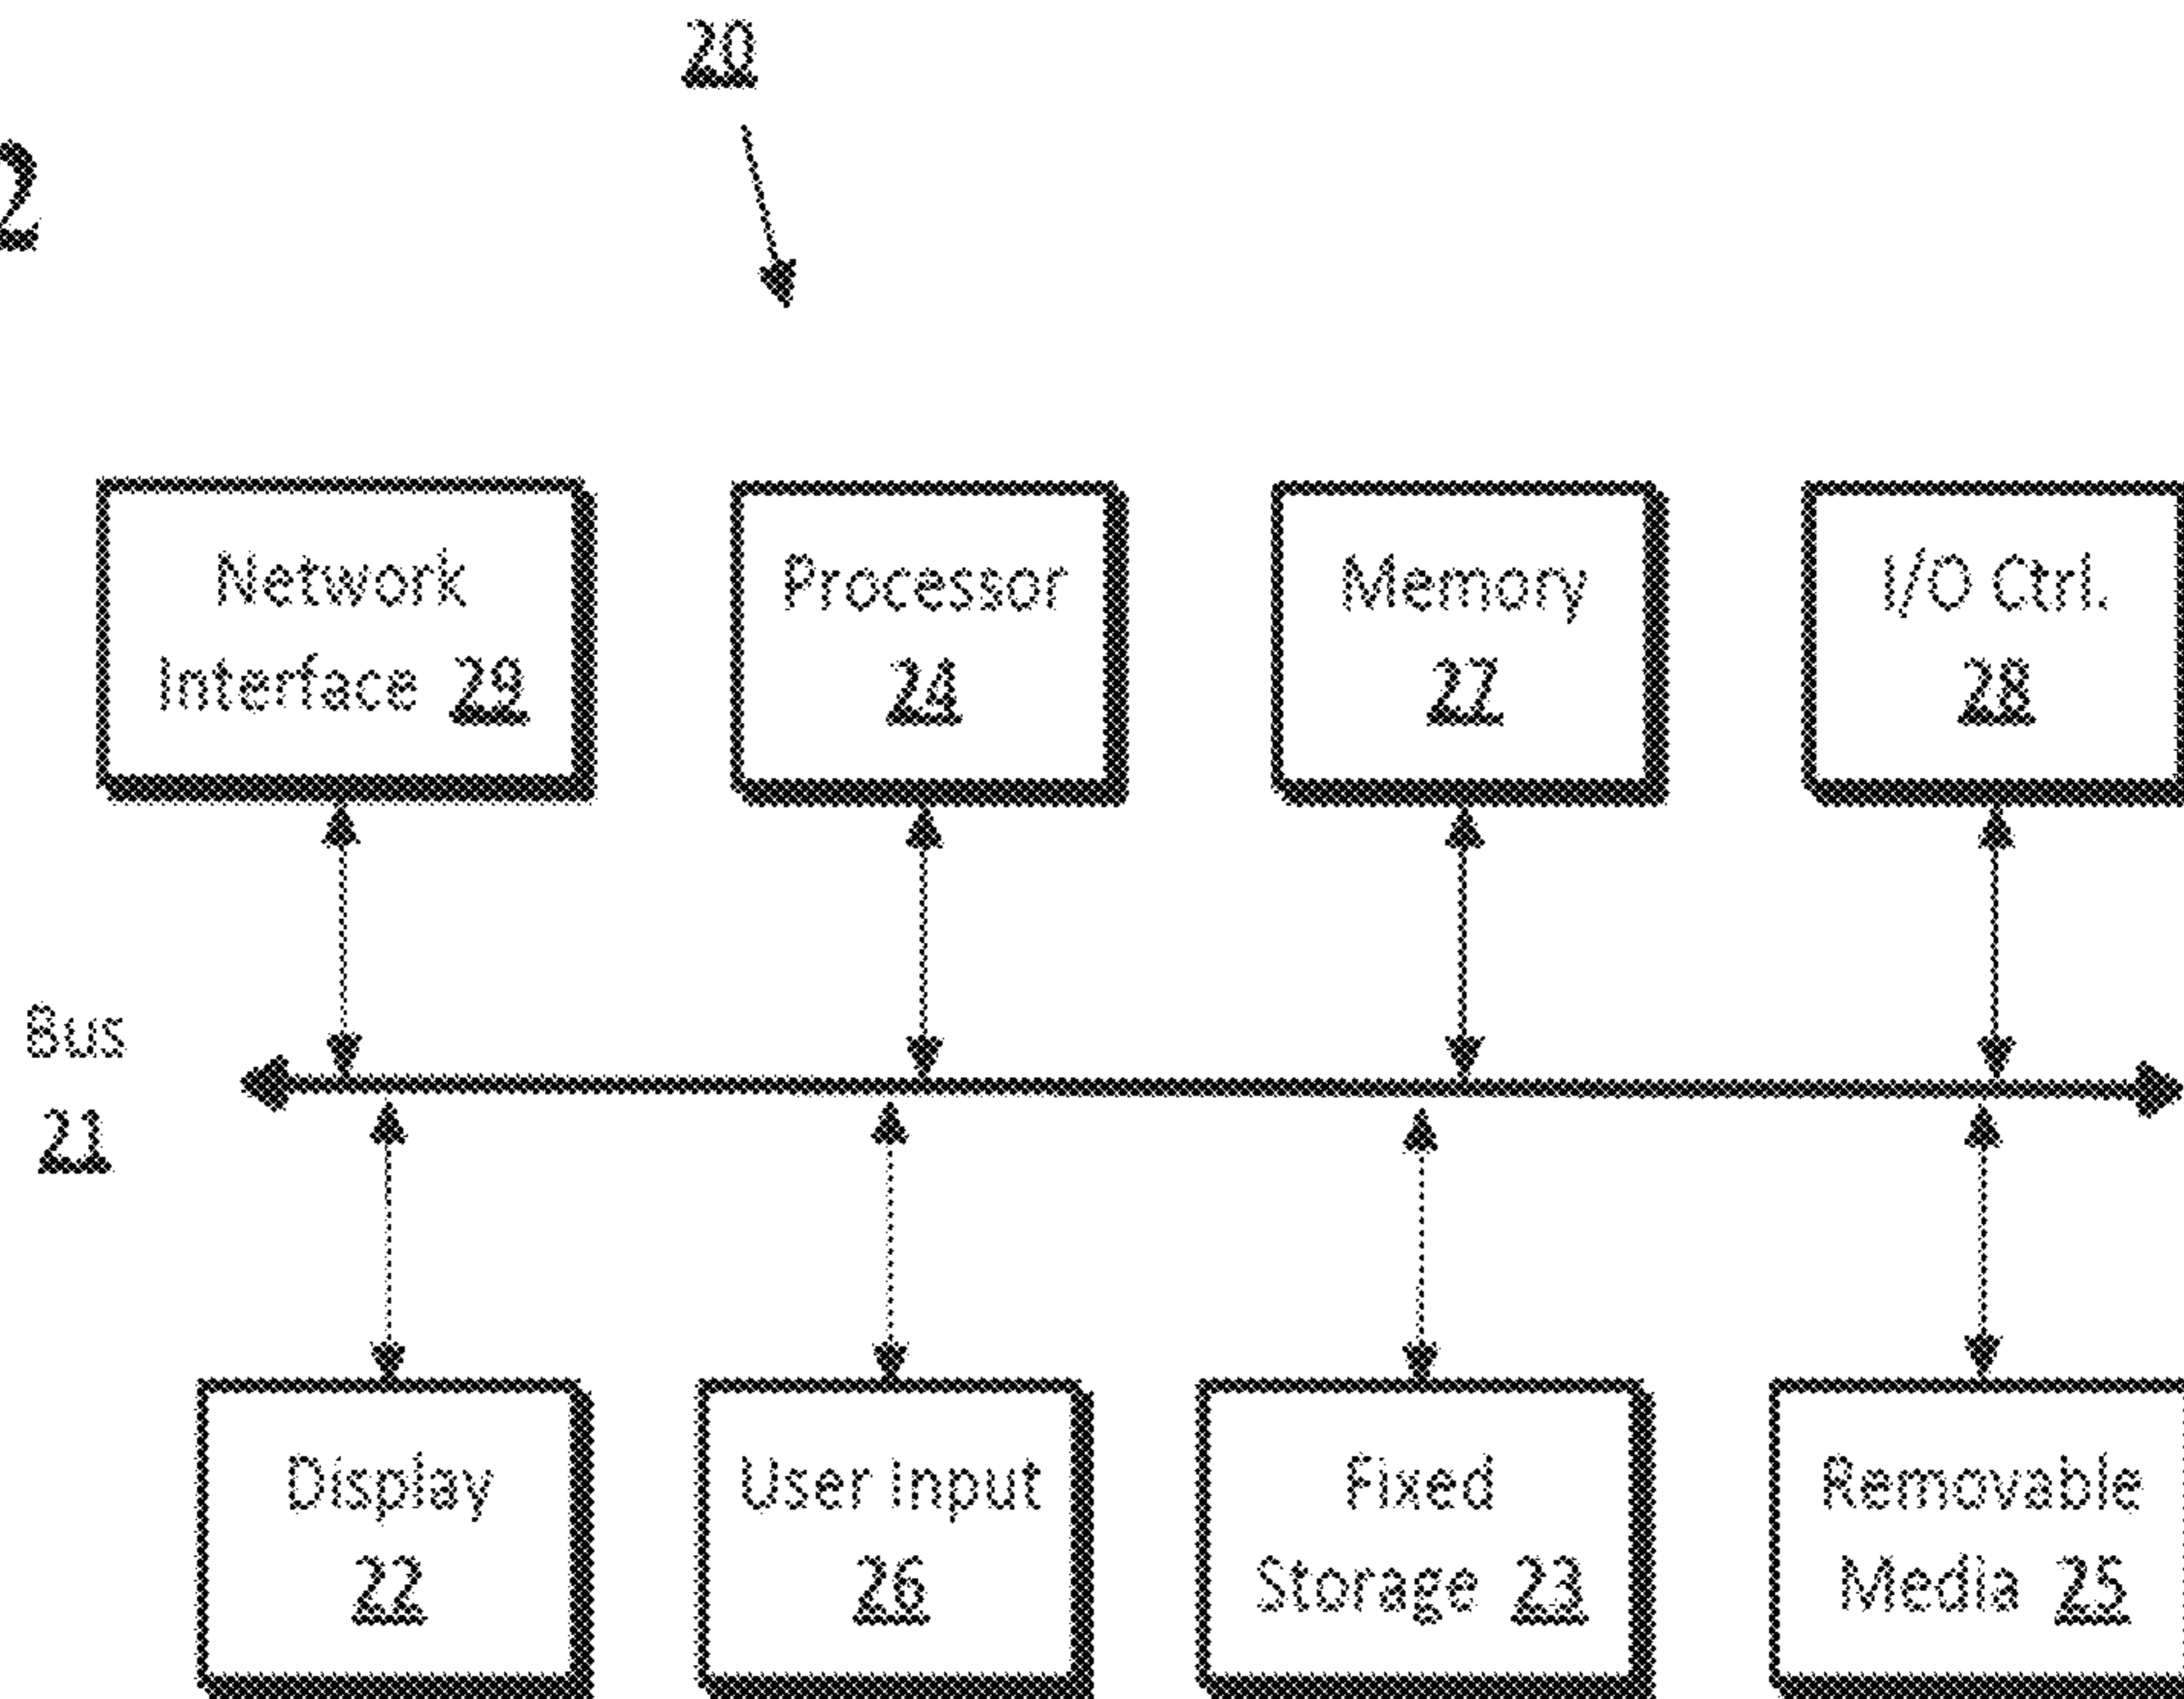 20
2
Network
Interface 29
Processor
24
Memory
27
I/O Ctrl.
28
Bus
21
Display
22
User Input
26
Fixed
Storage 23
Removable
Media 25